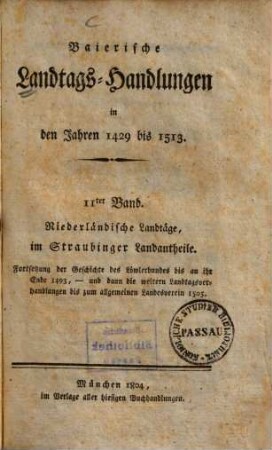 Baierische
Landtags-Handlungen
in
den Jahren 1429 bis 1513.
11ter Band.
Niederländische Landtäge,
im Straubinger Landantheile.
Fortsetzung der Geschichte des Löwlerbundes bis an ihr
Ende 1493, — und dann die weitern Landtagsver-
handlungen bis zum allgemeinen Landesverein 1505.
PASSAU
München 1804,
im Verlage aller hiesigen Buchhandlungen.